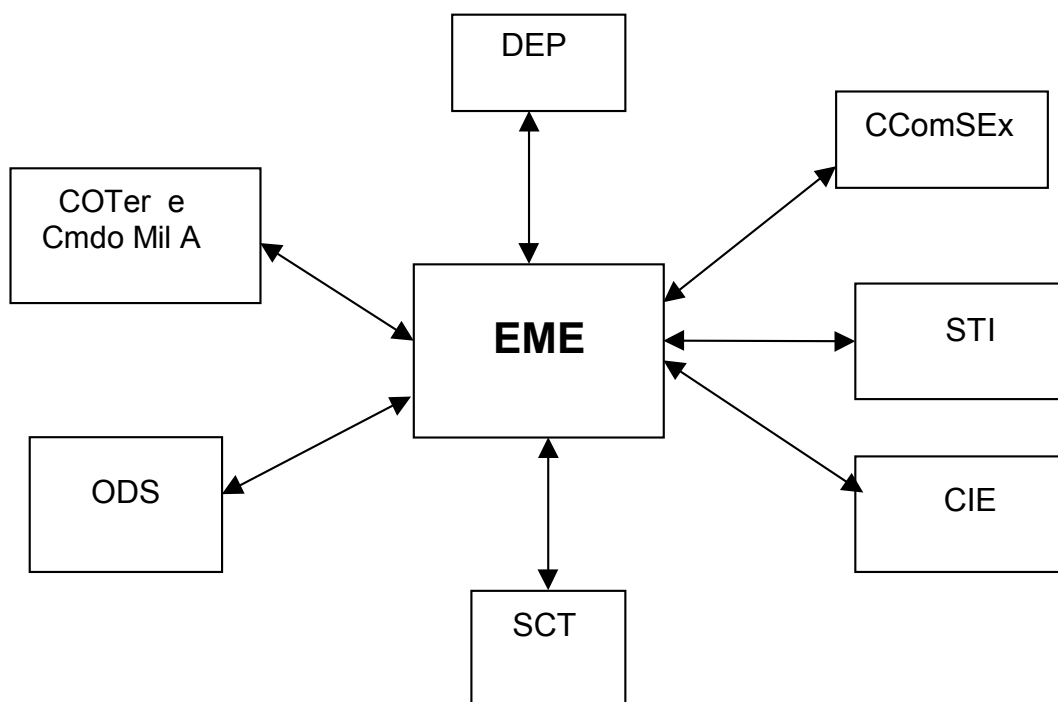 DEP
CComSEx
COTer e
Cmdo Mil A
EME
STI
ODS
CIE
SCT